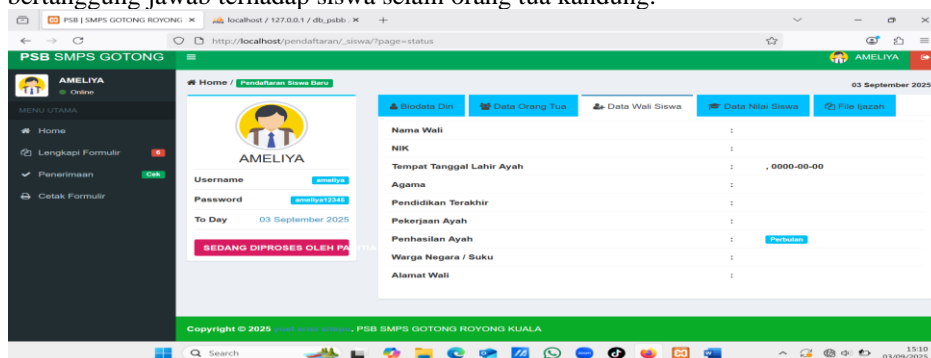 bertanggung jawab terhadap siswa selain orang tua kandung.
PSB | SMPS GOTONG ROYONG
localhost / 127.0.0.1 / db_psbb
http://localhost/pendaftaran/_siswa/?page=status
PSB SMPS GOTONG
AMELIYA
AMELIYA
Online
Home / Pendaftaran Siswa Baru
03 September 2025
MENU UTAMA
Home
Lengkapi Formulir 6
Penerimaan Cek
Cetak Formulir
AMELIYA
Username ameliya
Password ameliya12345
To Day 03 September 2025
SEDANG DIPROSES OLEH PANITIA
Biodata Diri Data Orang Tua Data Wali Siswa Data Nilai Siswa File Ijazah
Nama Wali :
NIK :
Tempat Tanggal Lahir Ayah : , 0000-00-00
Agama :
Pendidikan Terakhir :
Pekerjaan Ayah :
Penhasilan Ayah : Perbulan
Warga Negara / Suku :
Alamat Wali :
Copyright © 2025 , PSB SMPS GOTONG ROYONG KUALA
Search
15:10
03/09/2025